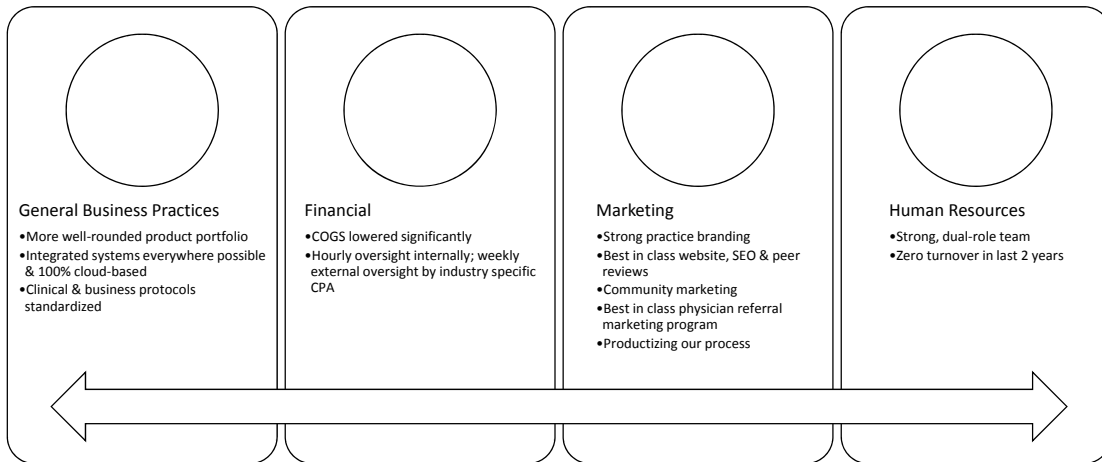 General Business Practices
•More well-rounded product portfolio
•Integrated systems everywhere possible
& 100% cloud-based
•Clinical & business protocols
standardized
Financial
•COGS lowered significantly
•Hourly oversight internally; weekly
external oversight by industry specific
CPA
Marketing
•Strong practice branding
•Best in class website, SEO & peer
reviews
•Community marketing
•Best in class physician referral
marketing program
•Productizing our process
Human Resources
•Strong, dual-role team
•Zero turnover in last 2 years